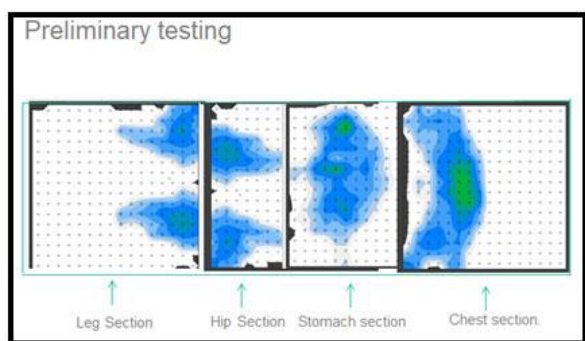 Preliminary testing
Leg Section Hip Section Stomach section Chest section.